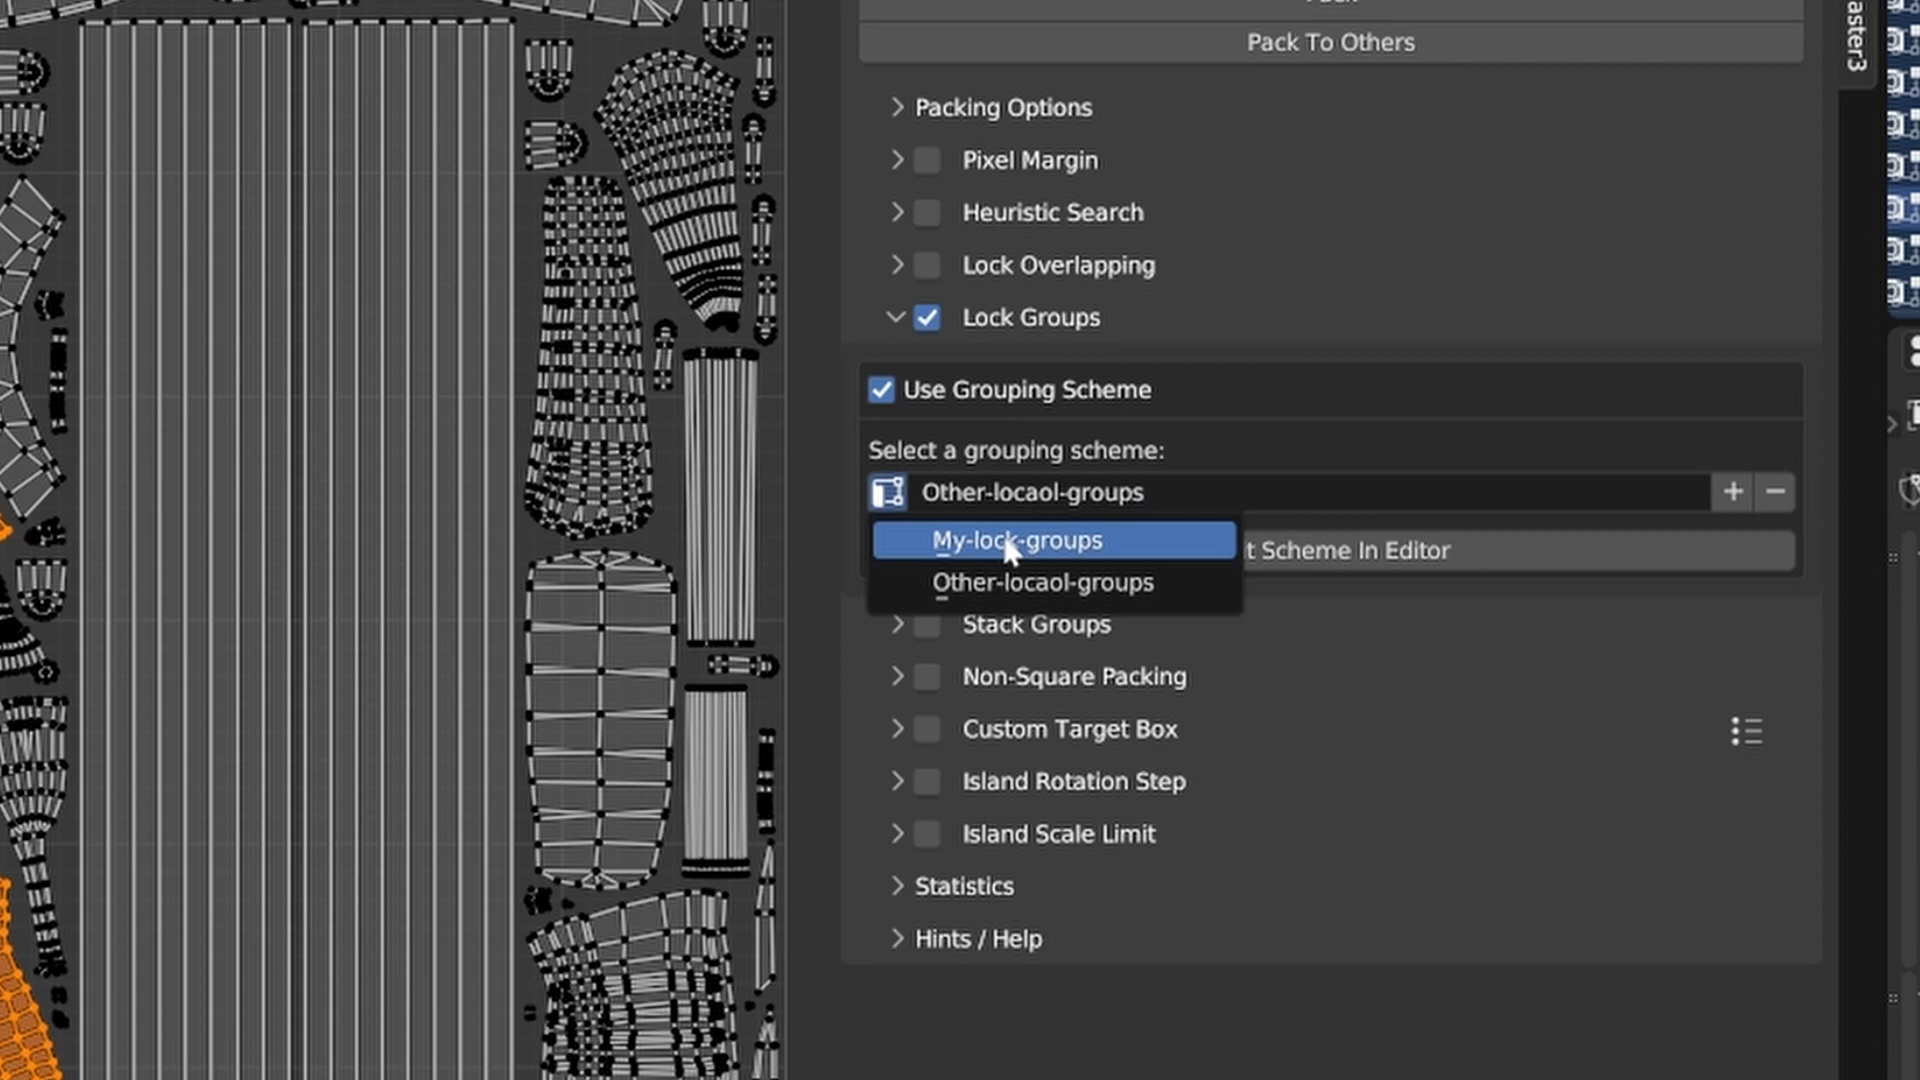 Pack To Others
aster3
Packing Options
Pixel Margin
Heuristic Search
Lock Overlapping
Lock Groups
Use Grouping Scheme
Select a grouping scheme:
Other-locaol-groups
My-lock-groups
t Scheme In Editor
Other-locaol-groups
Stack Groups
Non-Square Packing
Custom Target Box
Island Rotation Step
Island Scale Limit
Statistics
Hints / Help